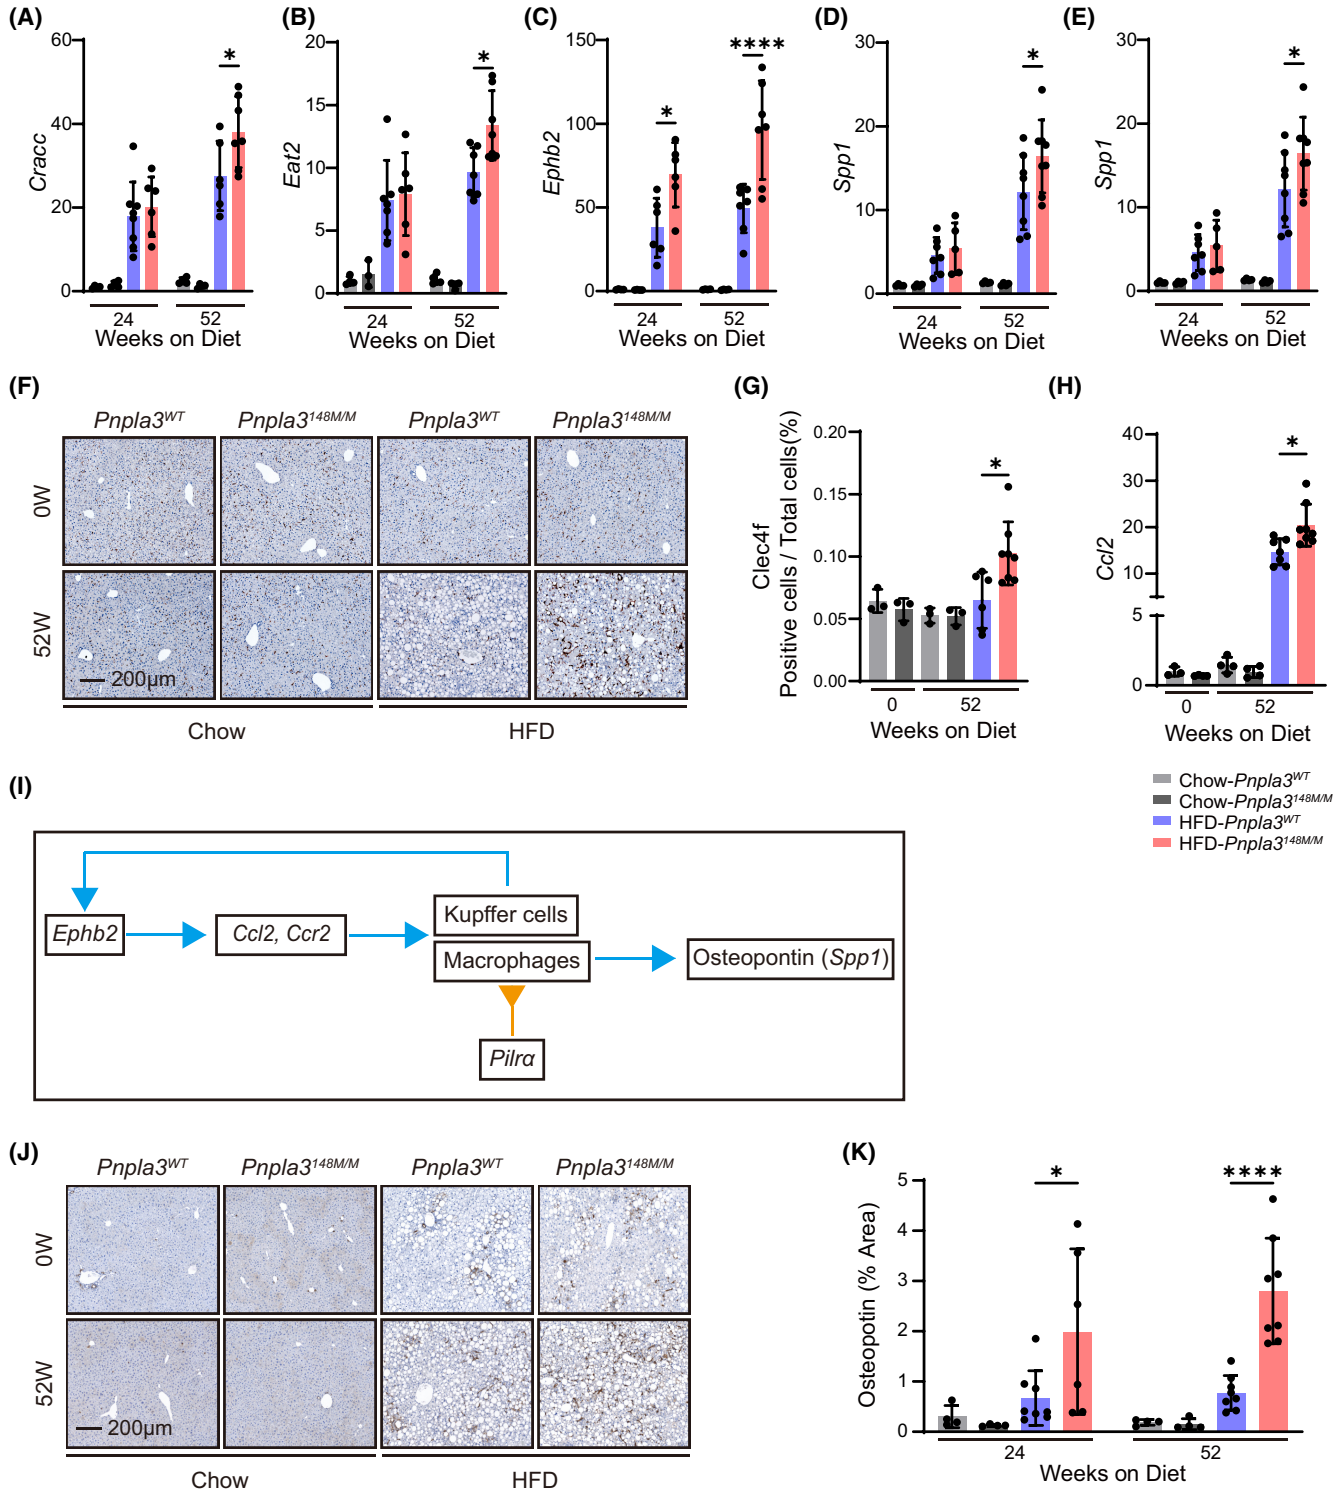 (A)
60
40
20
0
Cracc
*
24
52
Weeks on Diet
(B)
20
15
10
5
0
Eat2
*
24
52
Weeks on Diet
(C)
150
100
50
0
Ephb2
*
****
24
52
Weeks on Diet
(D)
30
20
10
0
Spp1
*
24
52
Weeks on Diet
(E)
30
20
10
0
Spp1
*
24
52
Weeks on Diet
(F)
Pnpla3WT
Pnpla3148M/M
Pnpla3WT
Pnpla3148M/M
0W
52W
200µm
Chow
HFD
(G)
Clec4f
Positive cells / Total cells(%)
0.20
0.15
0.10
0.05
0.00
*
0
52
Weeks on Diet
(H)
Ccl2
40
30
20
10
5
0
*
0
52
Weeks on Diet
Chow-Pnpla3WT
Chow-Pnpla3148M/M
HFD-Pnpla3WT
HFD-Pnpla3148M/M
(I)
Ephb2
Ccl2, Ccr2
Kupffer cells
Macrophages
Osteopontin (Spp1)
Pilrα
(J)
Pnpla3WT
Pnpla3148M/M
Pnpla3WT
Pnpla3148M/M
0W
52W
200µm
Chow
HFD
(K)
Osteopotin (% Area)
5
4
3
2
1
0
*
****
24
52
Weeks on Diet